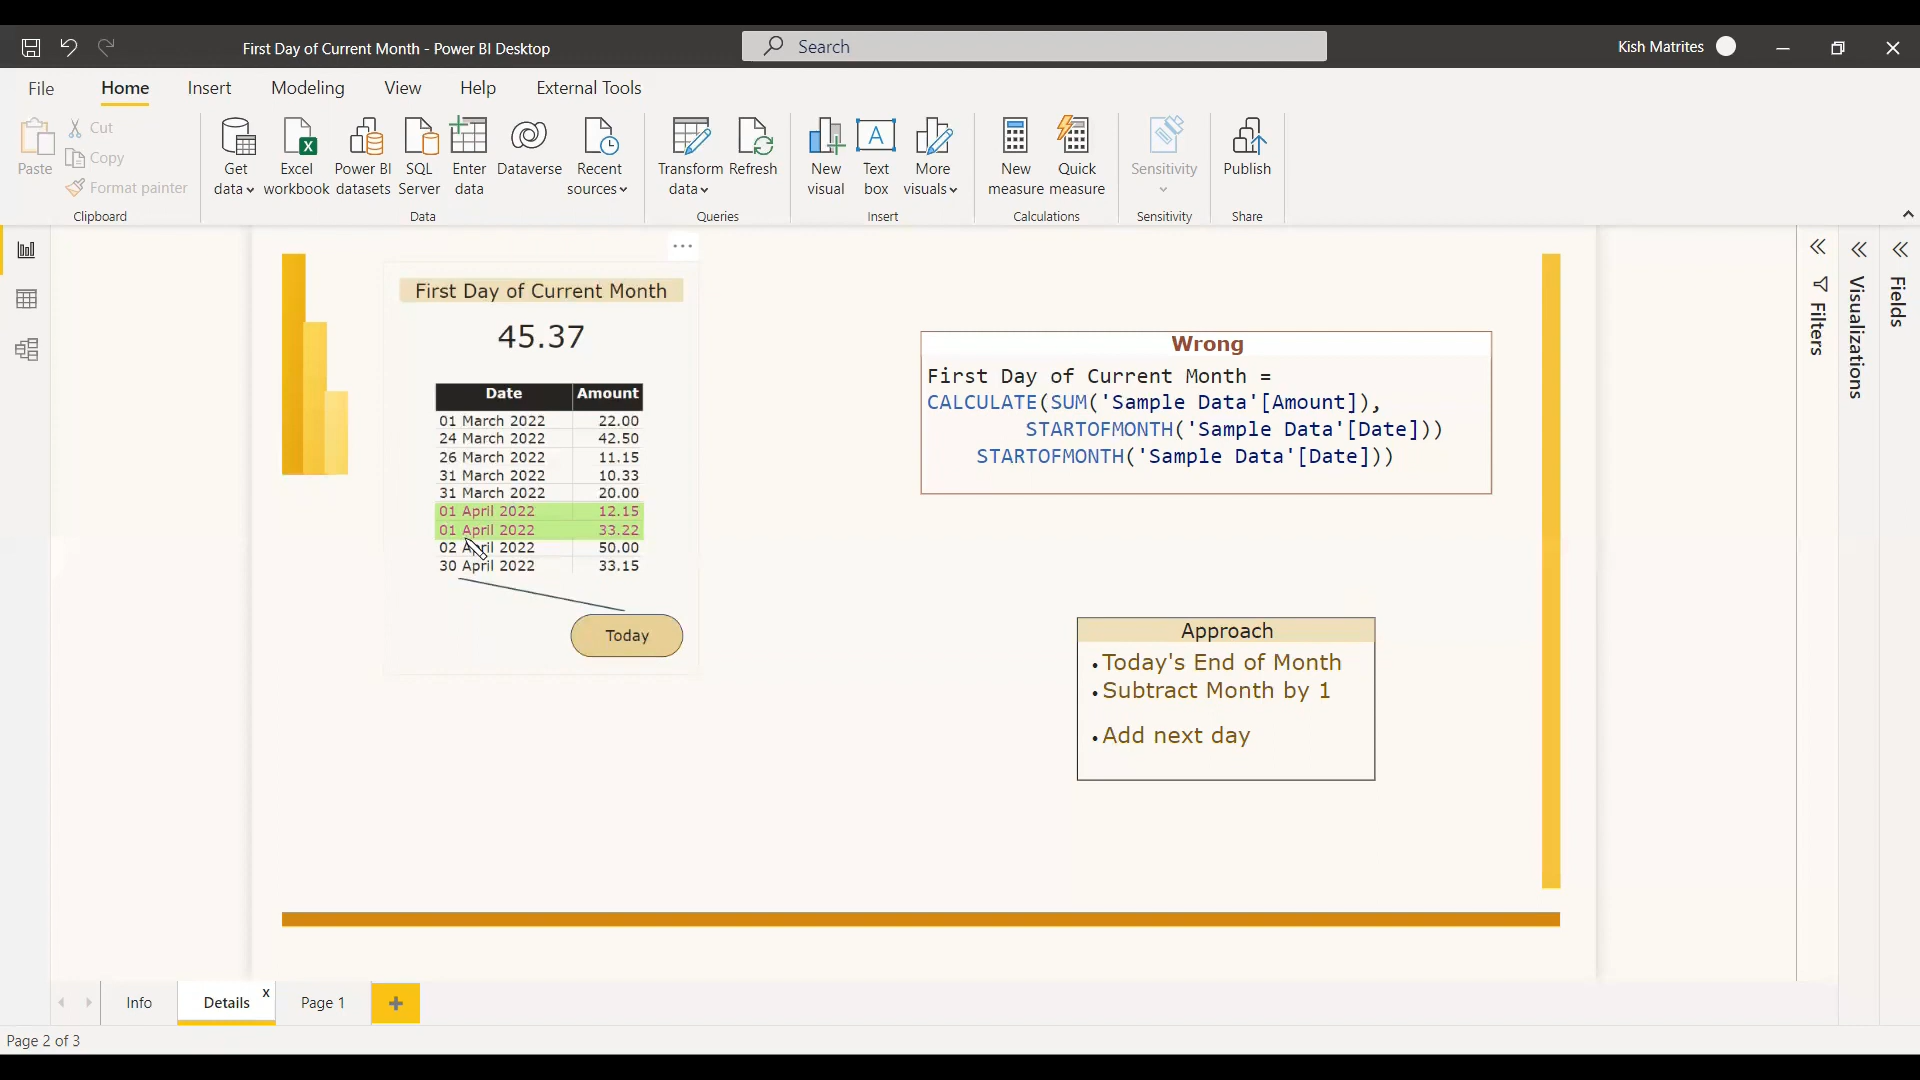 First Day of Current Month - Power BI Desktop
Search
Kish Matrites
File
Home
Insert
Modeling
View
Help
External Tools
Paste
Cut
Copy
Format painter
Clipboard
Get data
Excel workbook
Power BI datasets
SQL Server
Enter data
Dataverse
Recent sources
Data
Transform data
Refresh
Queries
New visual
Text box
More visuals
Insert
New measure
Quick measure
Calculations
Sensitivity
Sensitivity
Publish
Share
First Day of Current Month
45.37
Date Amount
01 March 2022 22.00
24 March 2022 42.50
26 March 2022 11.15
31 March 2022 10.33
31 March 2022 20.00
01 April 2022 12.15
01 April 2022 33.22
02 April 2022 50.00
30 April 2022 33.15
Today
Wrong
First Day of Current Month =
CALCULATE(SUM('Sample Data'[Amount]),
STARTOFMONTH('Sample Data'[Date]))
STARTOFMONTH('Sample Data'[Date]))
Approach
• Today's End of Month
• Subtract Month by 1
• Add next day
Filters
Visualizations
Fields
Info
Details x
Page 1
Page 2 of 3